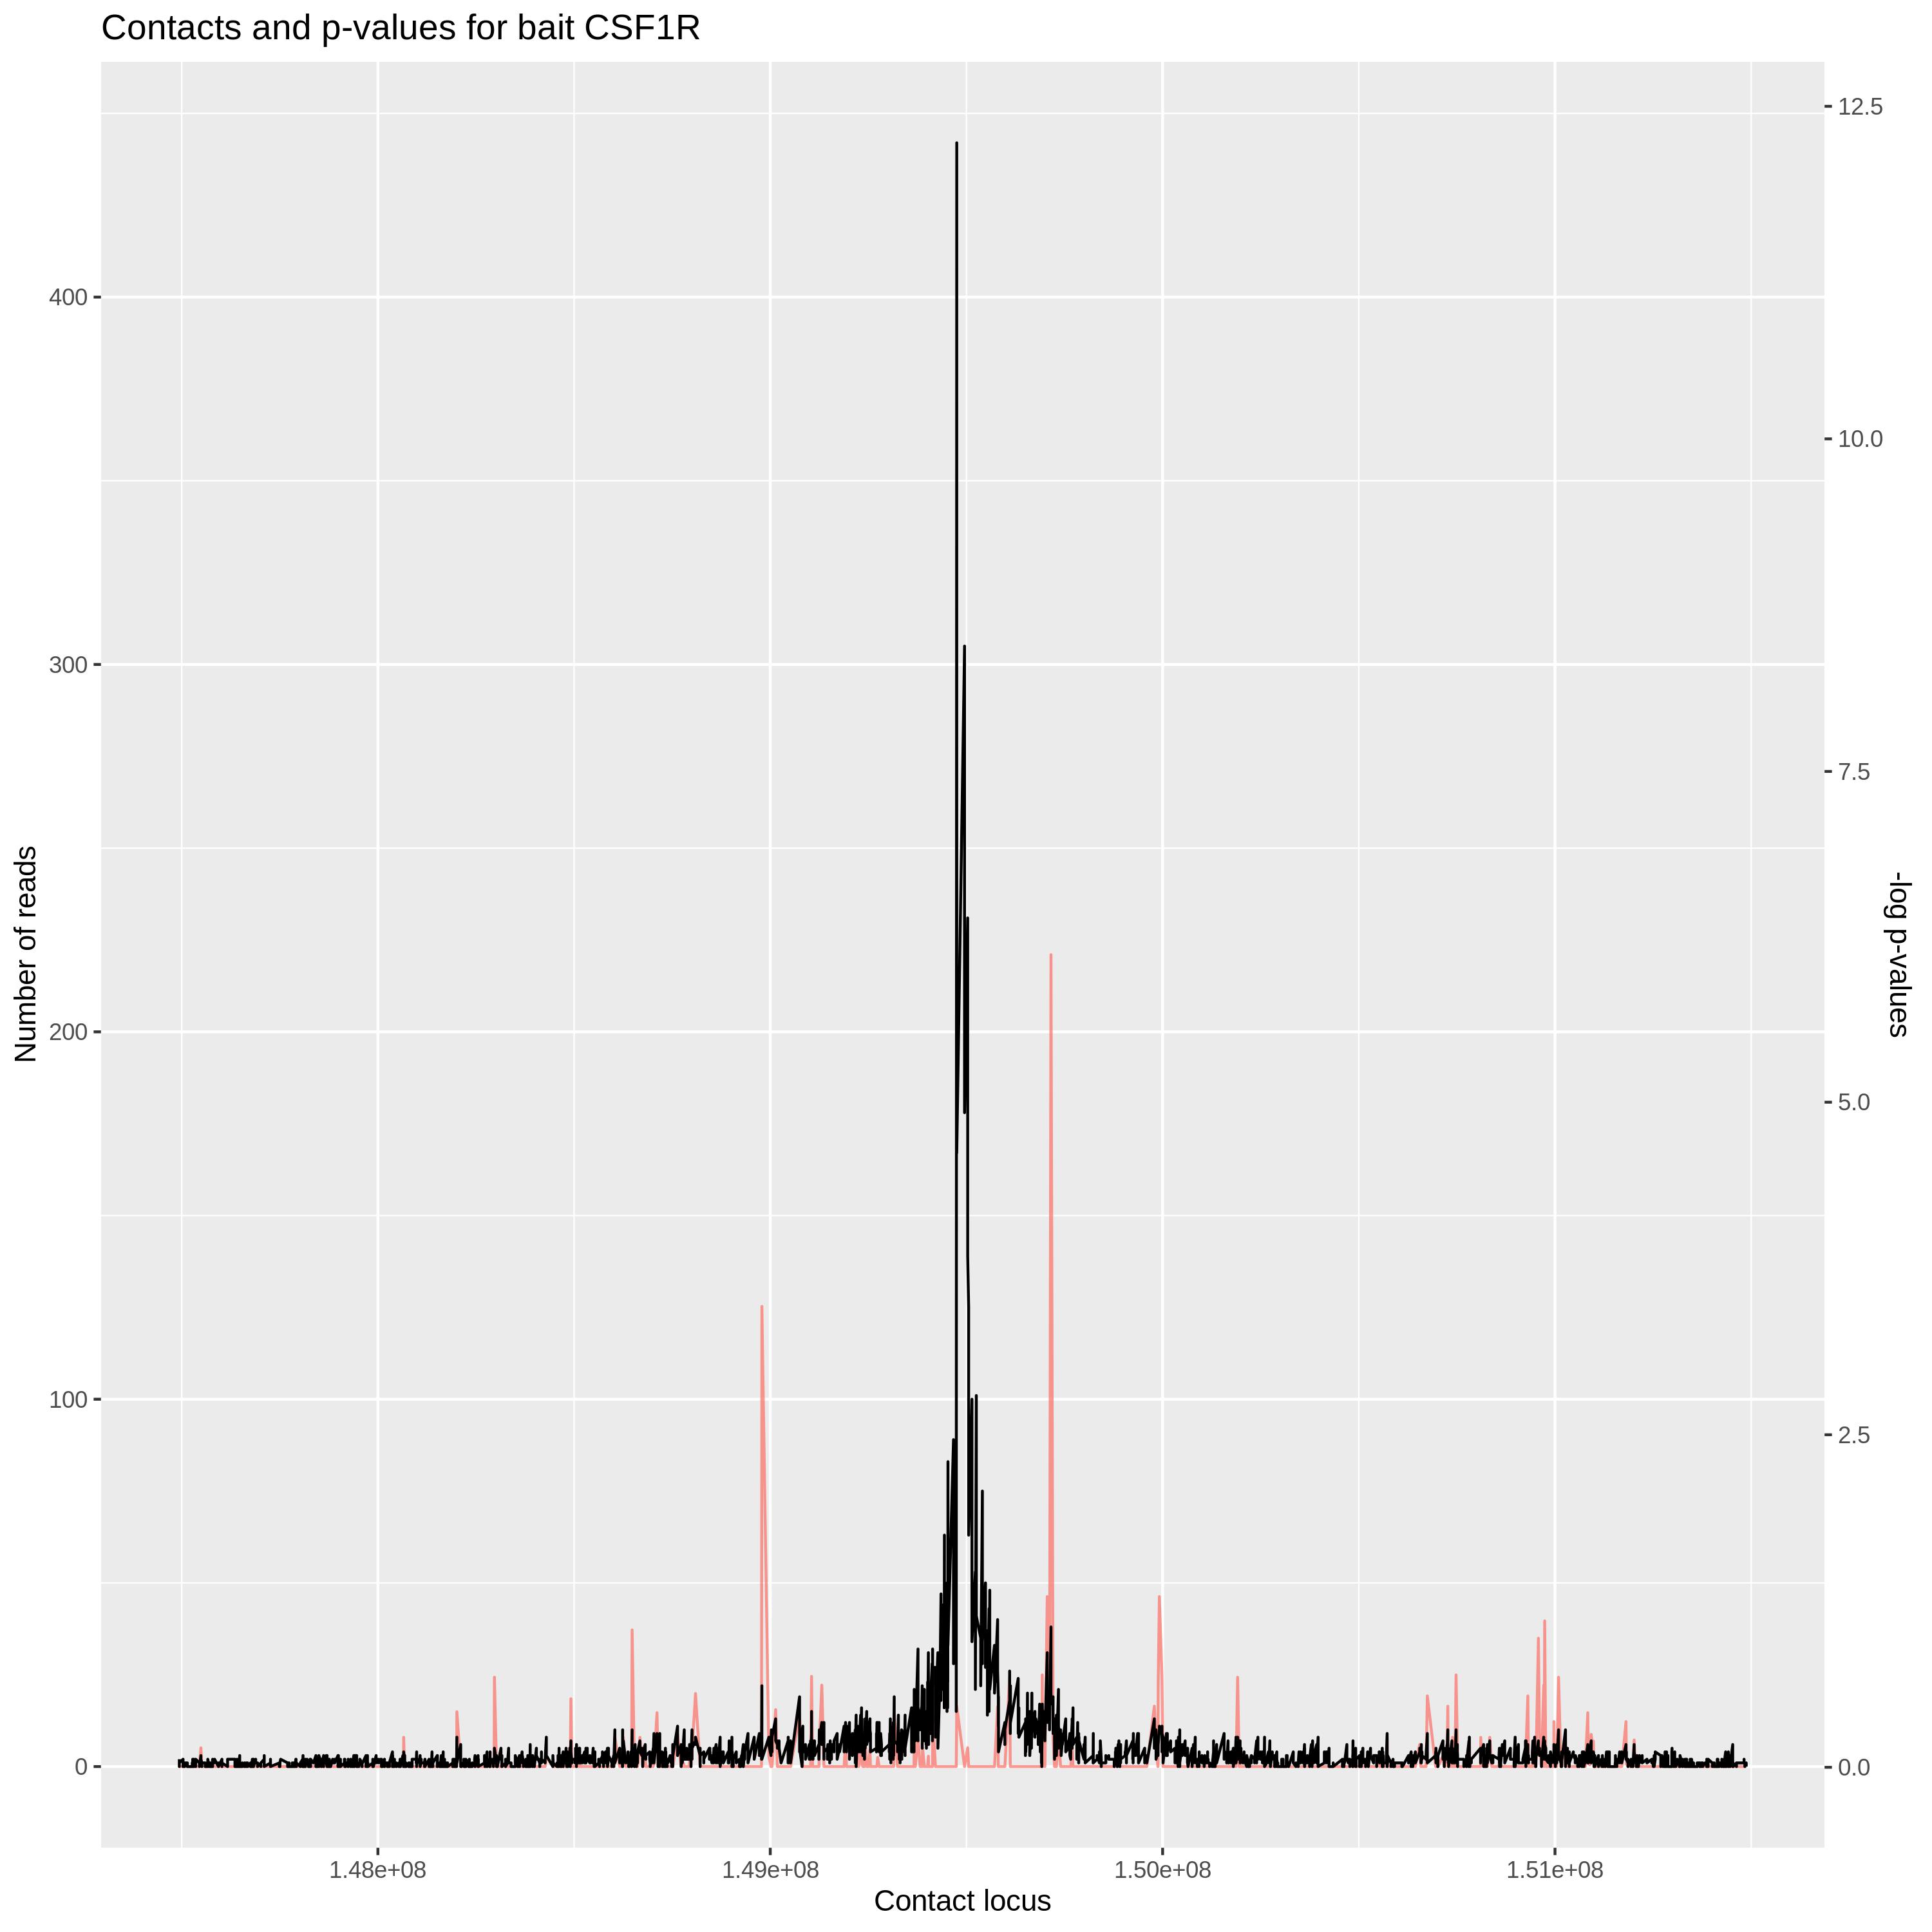 Contacts and p-values for bait CSF1R
12.5
400
10.0
300
7.5
Number of reads
-log p-values
200
5.0
100
2.5
0
0.0
1.48e+08
1.49e+08
1.50e+08
1.51e+08
Contact locus